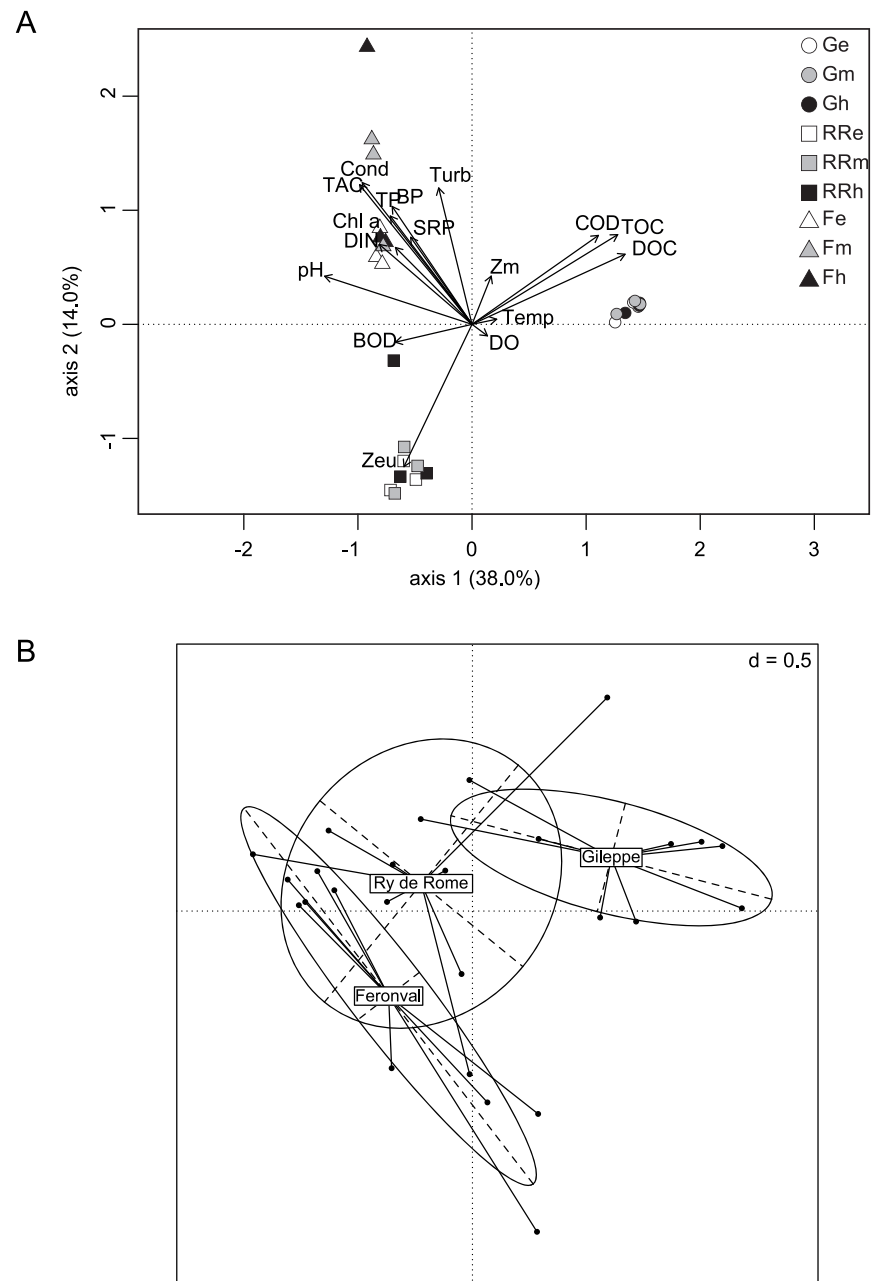 A
Ge
Gm
Gh
RRe
RRm
RRh
Fe
Fm
Fh
2
1
0
-1
axis 2 (14.0%)
Cond
TAC
Turb
TP
BP
Chl a
SRP
DIN
COD
TOC
DOC
pH
Zm
Temp
BOD
DO
Zeu
-2
-1
0
1
2
3
axis 1 (38.0%)
B
d = 0.5
Gileppe
Ry de Rome
Feronval